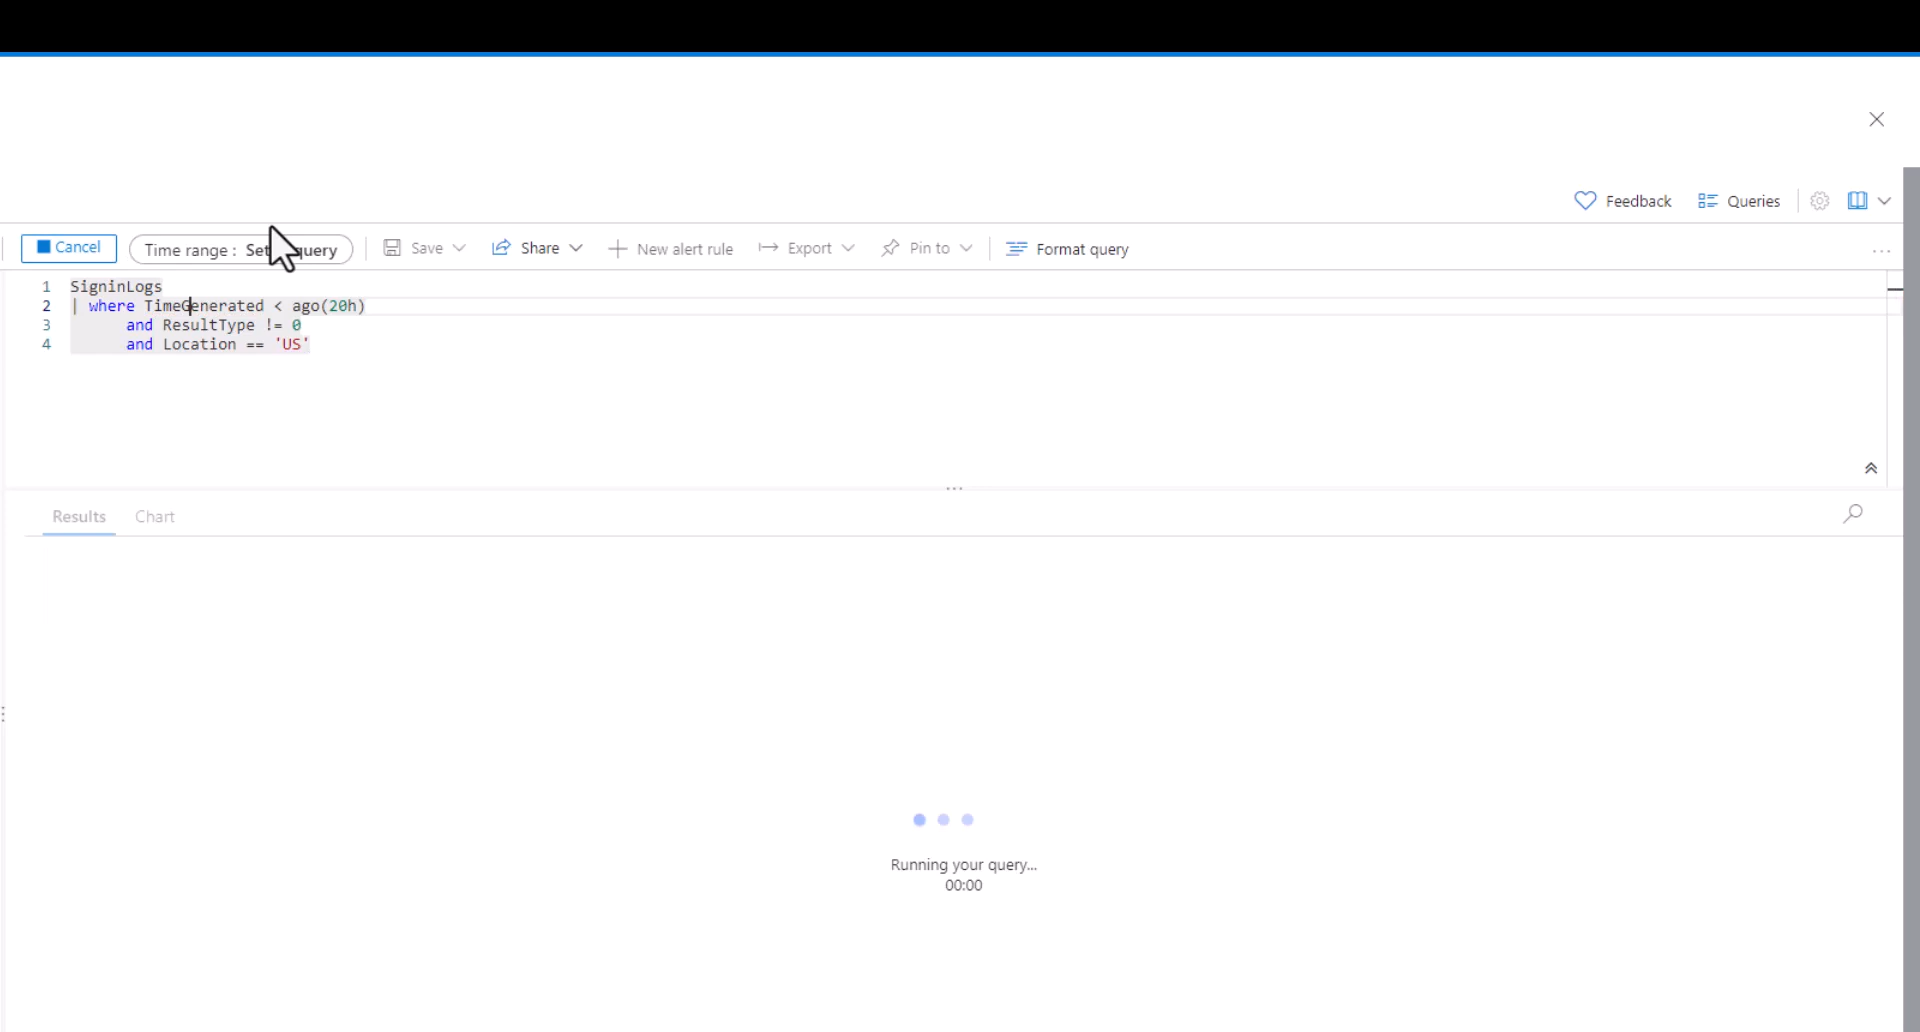 Feedback Queries
Cancel Time range : Set query Save Share New alert rule Export Pin to Format query ...
1 SigninLogs
2 | where TimeGenerated < ago(20h)
3 and ResultType != 0
4 and Location == 'US'
Results Chart
Running your query...
00:00